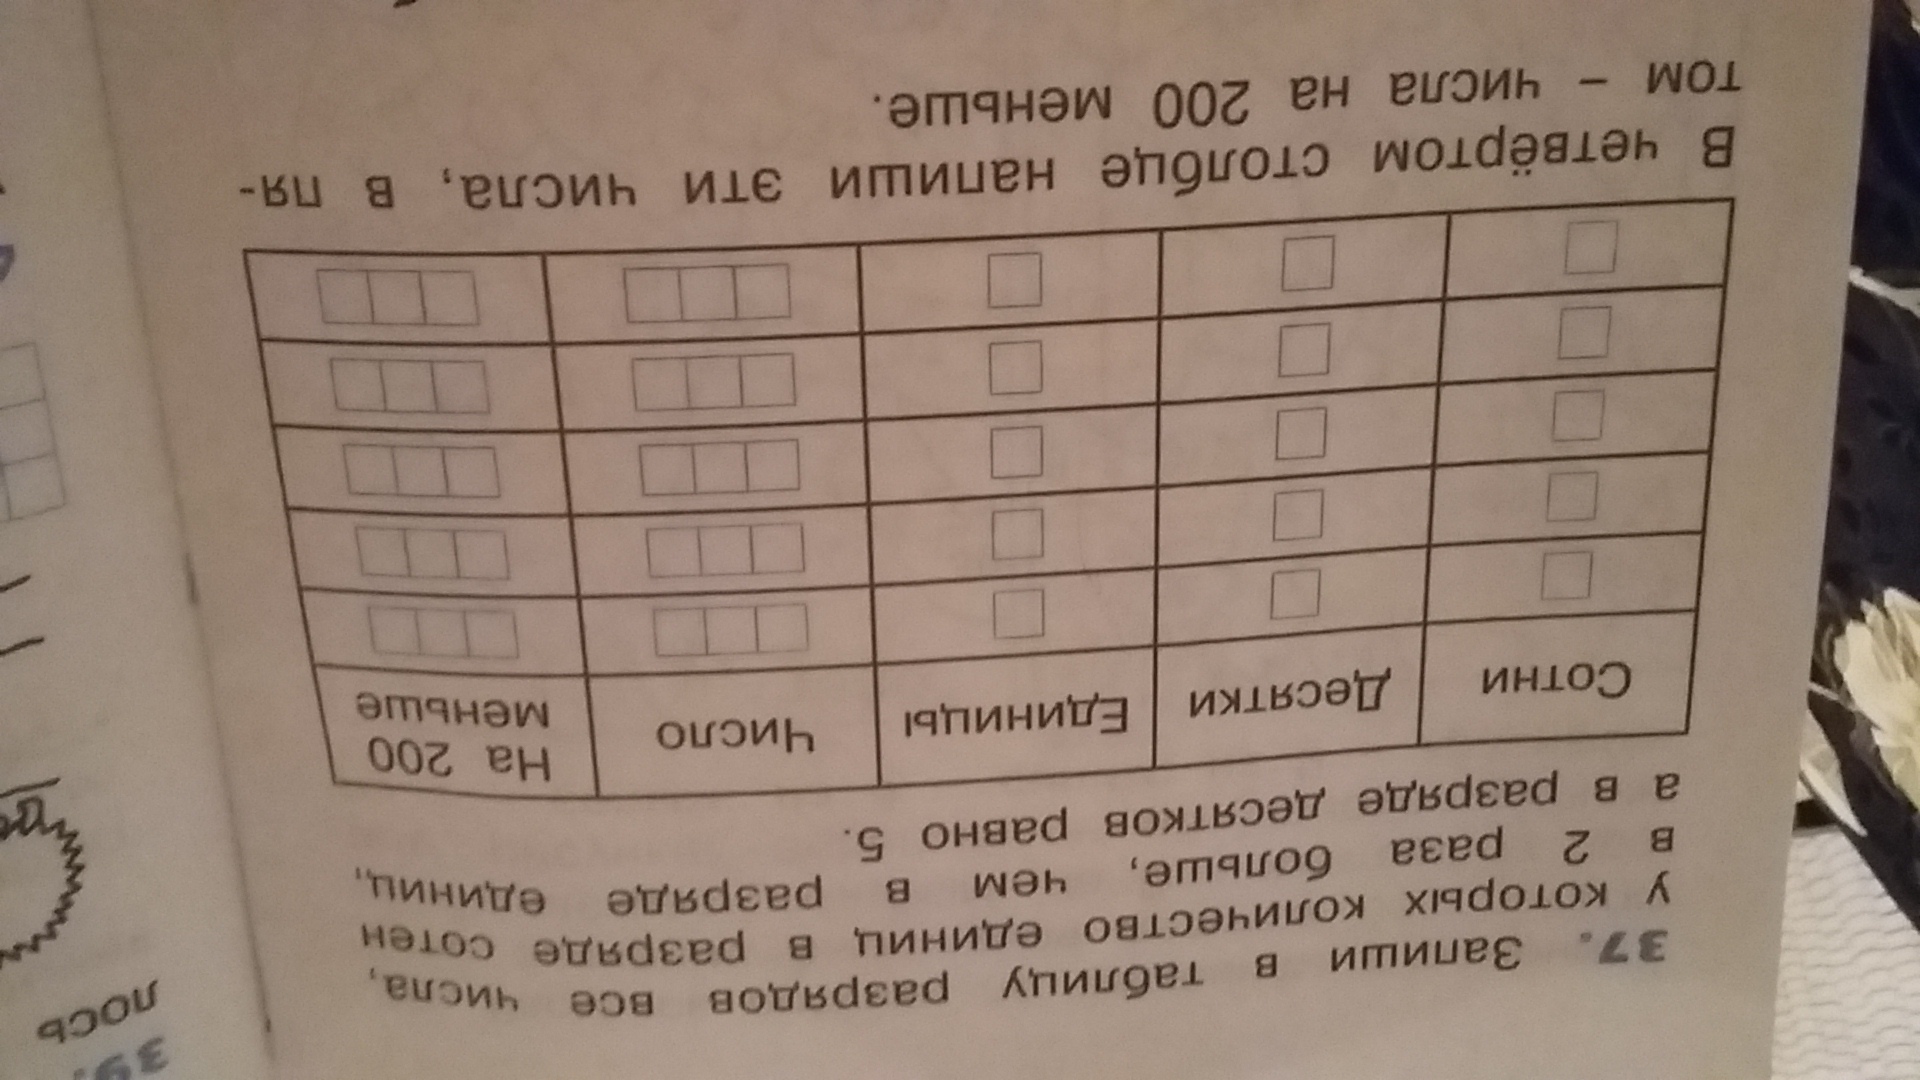 37. Запиши в таблицу разрядов все числа,
у которых количество единиц в разряде сотен
в 2 раза больше, чем в разряде единиц,
а в разряде десятков равно 5.
Сотни Десятки Единицы Число На 200
меньше
В четвёртом столбце напиши эти числа, в пя-
том – числа на 200 меньше.
39.
лось